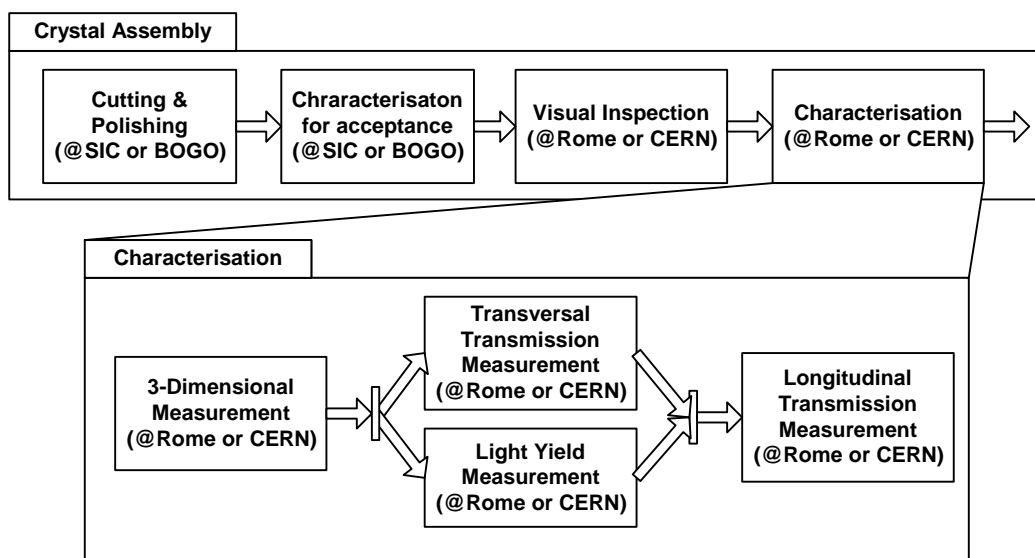 Crystal Assembly
Cutting &
Polishing
(@SIC or BOGO)
Chraracterisaton
for acceptance
(@SIC or BOGO)
Visual Inspection
(@Rome or CERN)
Characterisation
(@Rome or CERN)
Characterisation
3-Dimensional
Measurement
(@Rome or CERN)
Transversal
Transmission
Measurement
(@Rome or CERN)
Light Yield
Measurement
(@Rome or CERN)
Longitudinal
Transmission
Measurement
(@Rome or CERN)